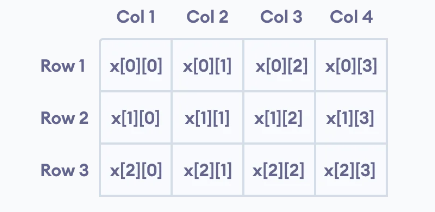 Col 1 Col 2 Col 3 Col 4
Row 1 x[0][0] x[0][1] x[0][2] x[0][3]
Row 2 x[1][0] x[1][1] x[1][2] x[1][3]
Row 3 x[2][0] x[2][1] x[2][2] x[2][3]